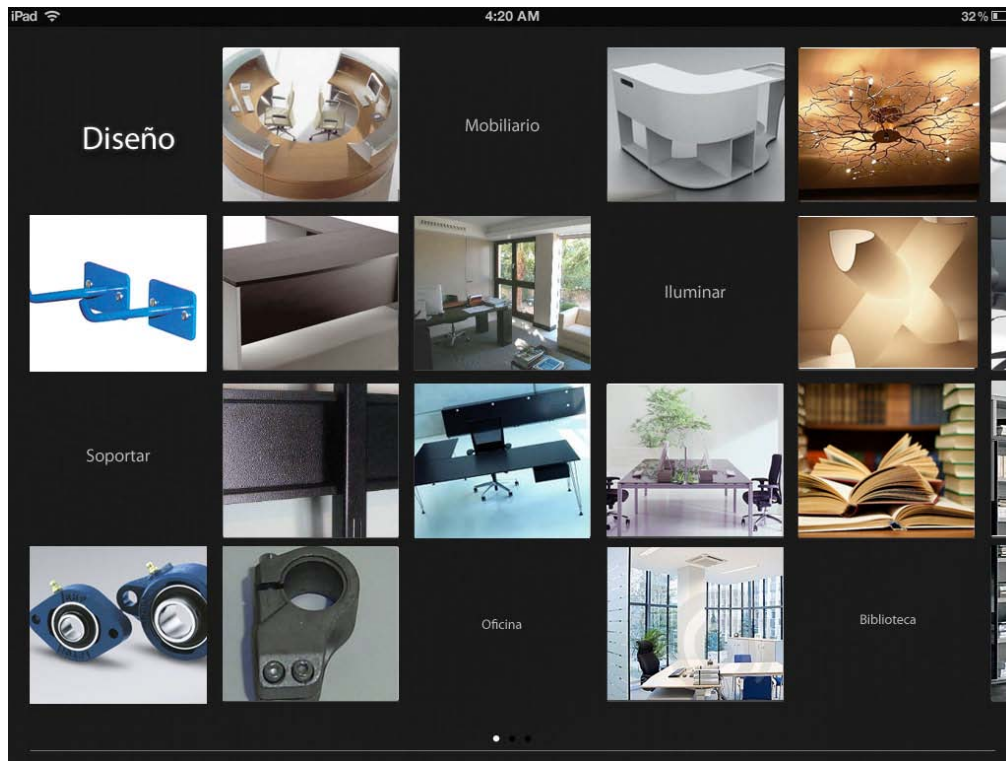 iPad
4:20 AM
32%
Diseño
Mobiliario
Iluminar
Soportar
Oficina
Biblioteca